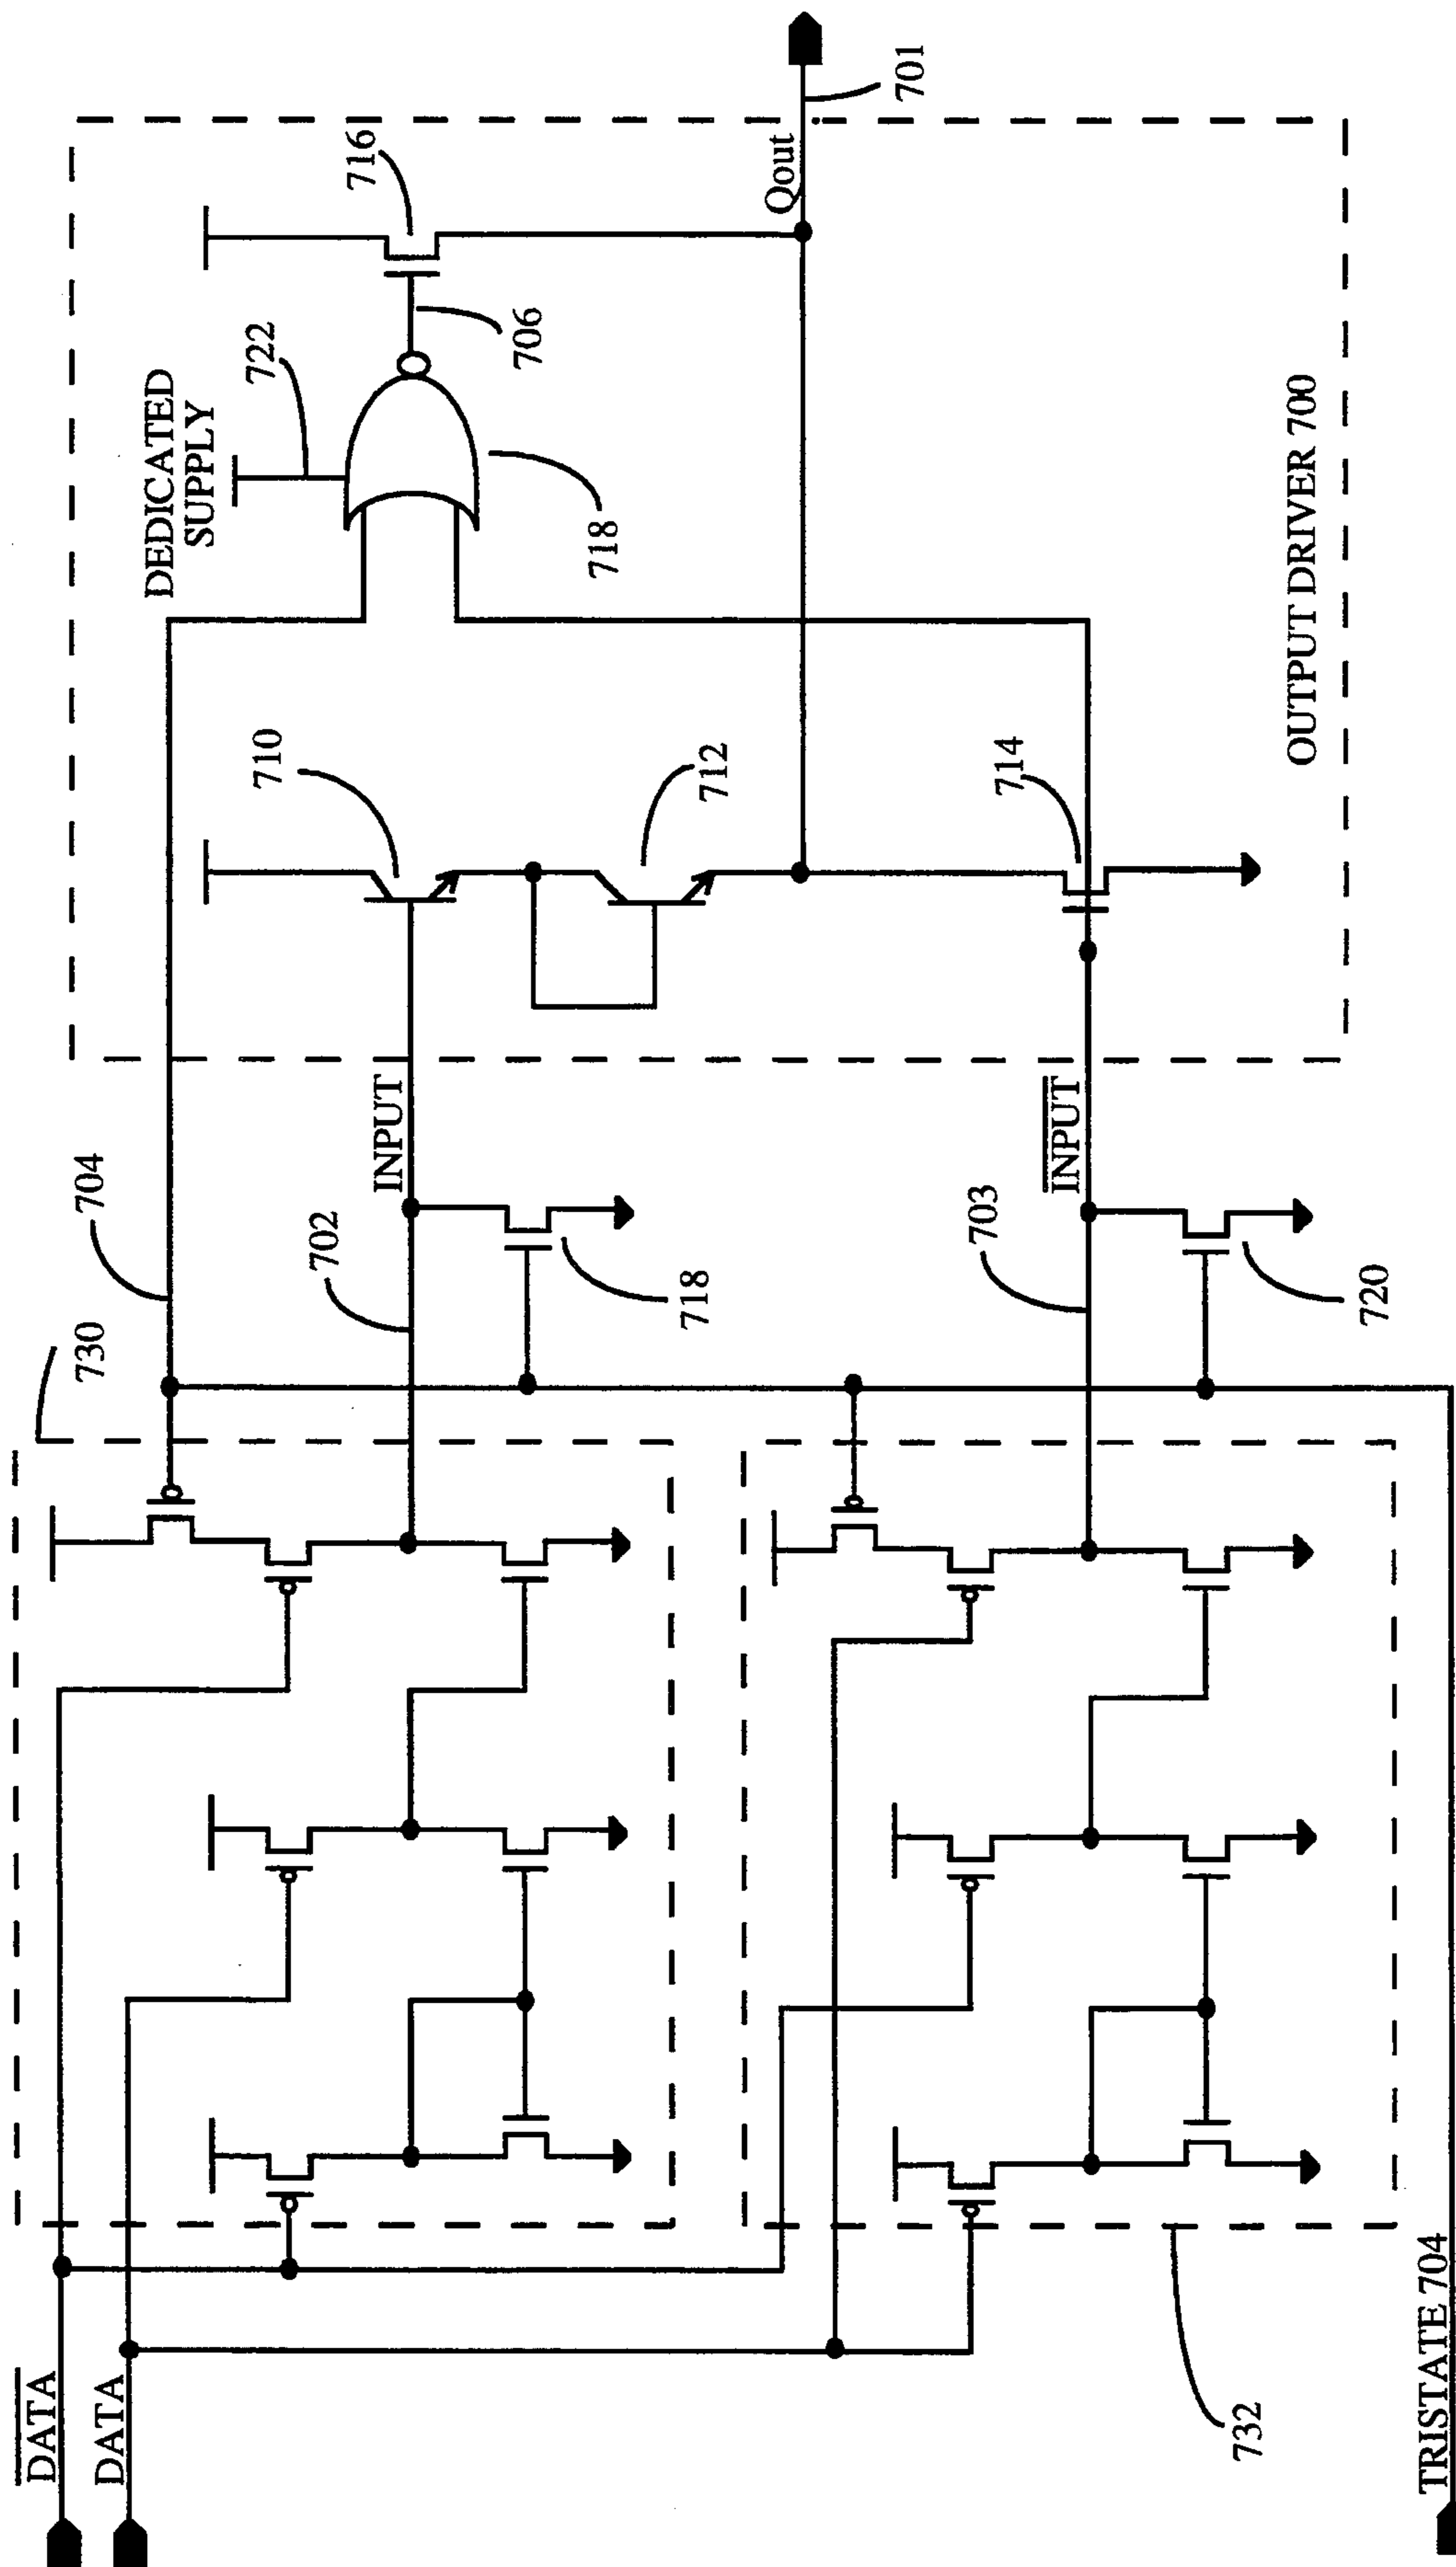 DATA
DATA
TRISTATE 704
730
732
704
702
INPUT
718
703
INPUT
720
DEDICATED
SUPPLY
722
710
712
714
718
706
716
Qout
701
OUTPUT DRIVER 700